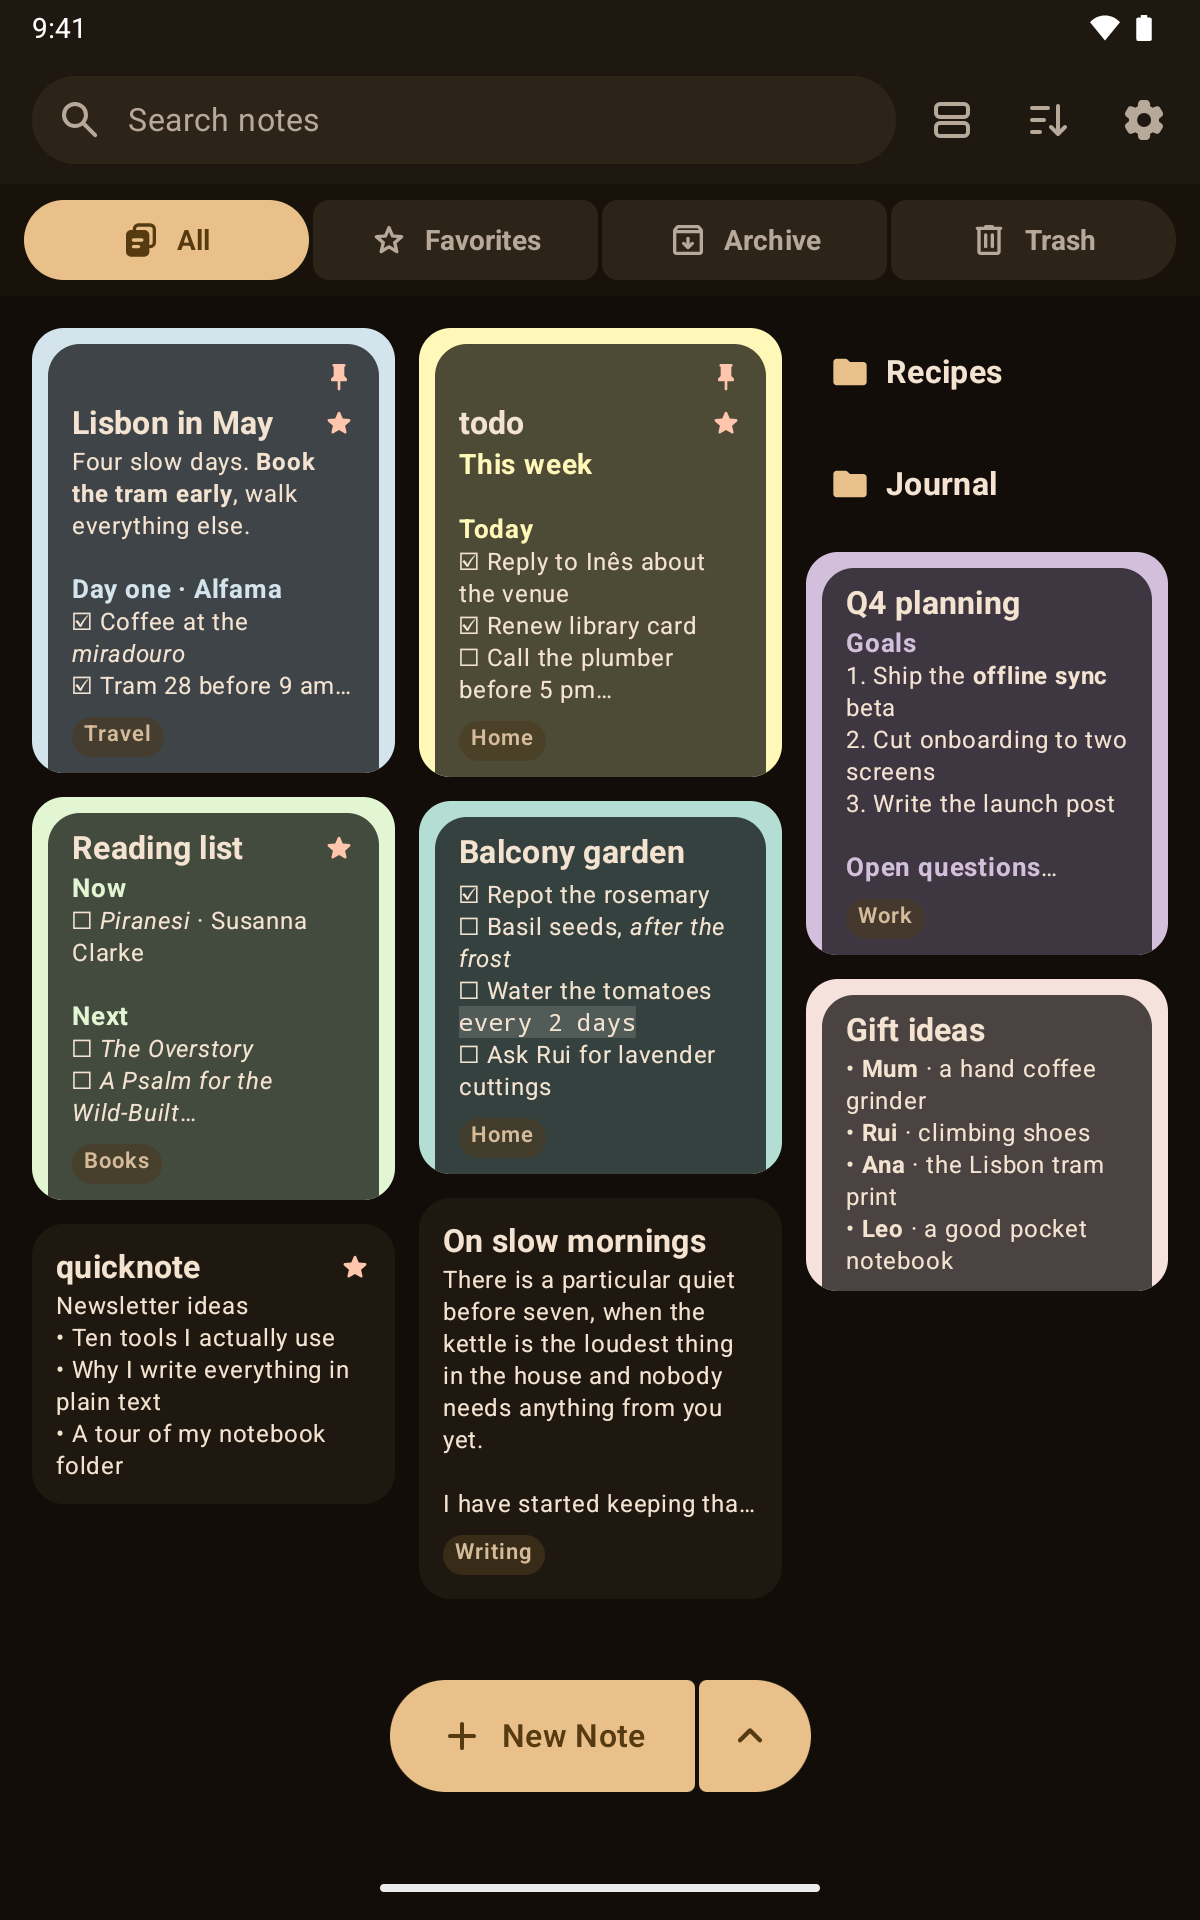 9:41
Search notes
All
Favorites
Archive
Trash
Lisbon in May
Four slow days. Book
the tram early, walk
everything else.
Day one · Alfama
☑ Coffee at the
miradouro
☑ Tram 28 before 9 am…
Travel
Reading list
Now
☐ Piranesi · Susanna
Clarke
Next
☐ The Overstory
☐ A Psalm for the
Wild-Built…
Books
quicknote
Newsletter ideas
• Ten tools I actually use
• Why I write everything in
plain text
• A tour of my notebook
folder
todo
This week
Today
☑ Reply to Inês about
the venue
☑ Renew library card
☐ Call the plumber
before 5 pm…
Home
Balcony garden
☑ Repot the rosemary
☐ Basil seeds, after the
frost
☐ Water the tomatoes
every 2 days
☐ Ask Rui for lavender
cuttings
Home
On slow mornings
There is a particular quiet
before seven, when the
kettle is the loudest thing
in the house and nobody
needs anything from you
yet.
I have started keeping tha…
Writing
Recipes
Journal
Q4 planning
Goals
1. Ship the offline sync
beta
2. Cut onboarding to two
screens
3. Write the launch post
Open questions…
Work
Gift ideas
• Mum · a hand coffee
grinder
• Rui · climbing shoes
• Ana · the Lisbon tram
print
• Leo · a good pocket
notebook
New Note